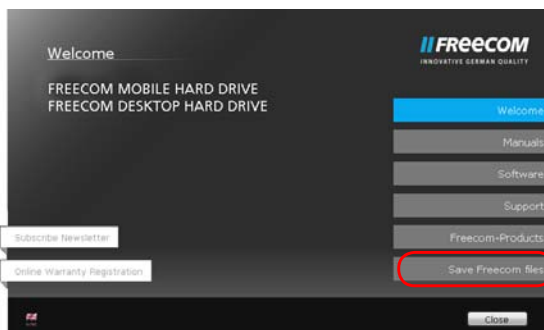 Welcome
FREECOM
INNOVATIVE GERMAN QUALITY
FREECOM MOBILE HARD DRIVE
FREECOM DESKTOP HARD DRIVE
Welcome
Manuals
Software
Support
Freecom-Products
Save Freecom files
Subscribe Newsletter
Online Warranty Registration
Close